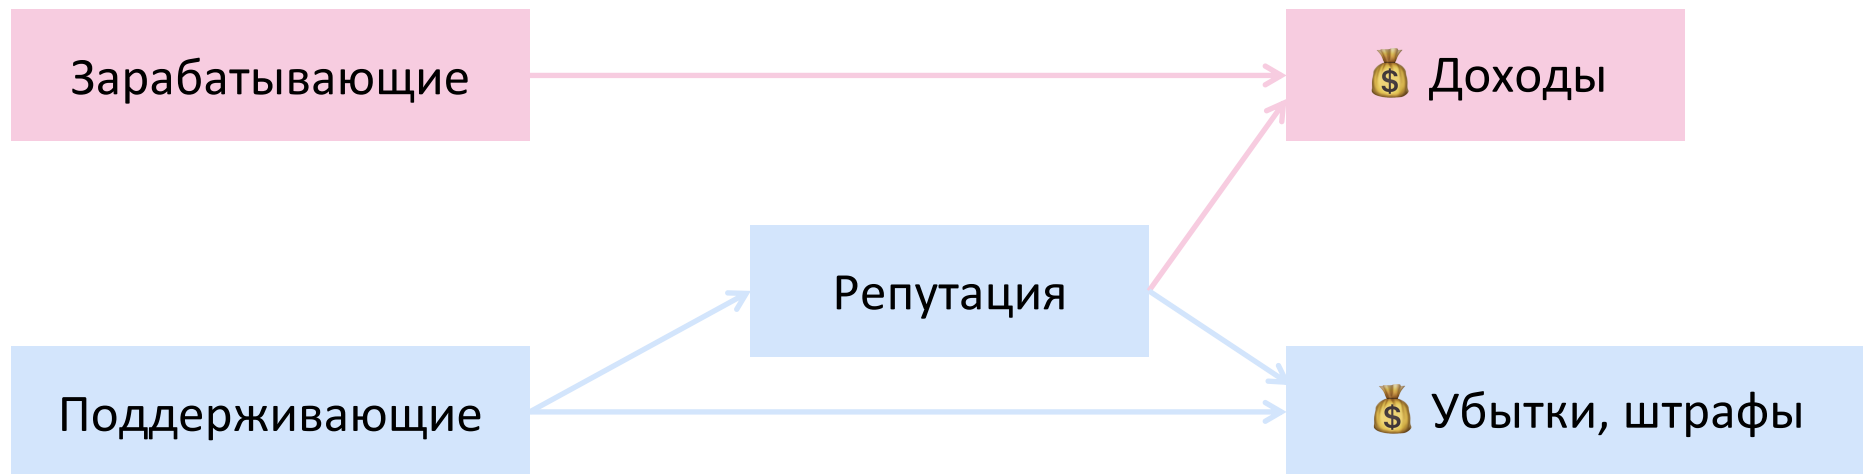 Зарабатывающие
💰 Доходы
Репутация
Поддерживающие
💰 Убытки, штрафы